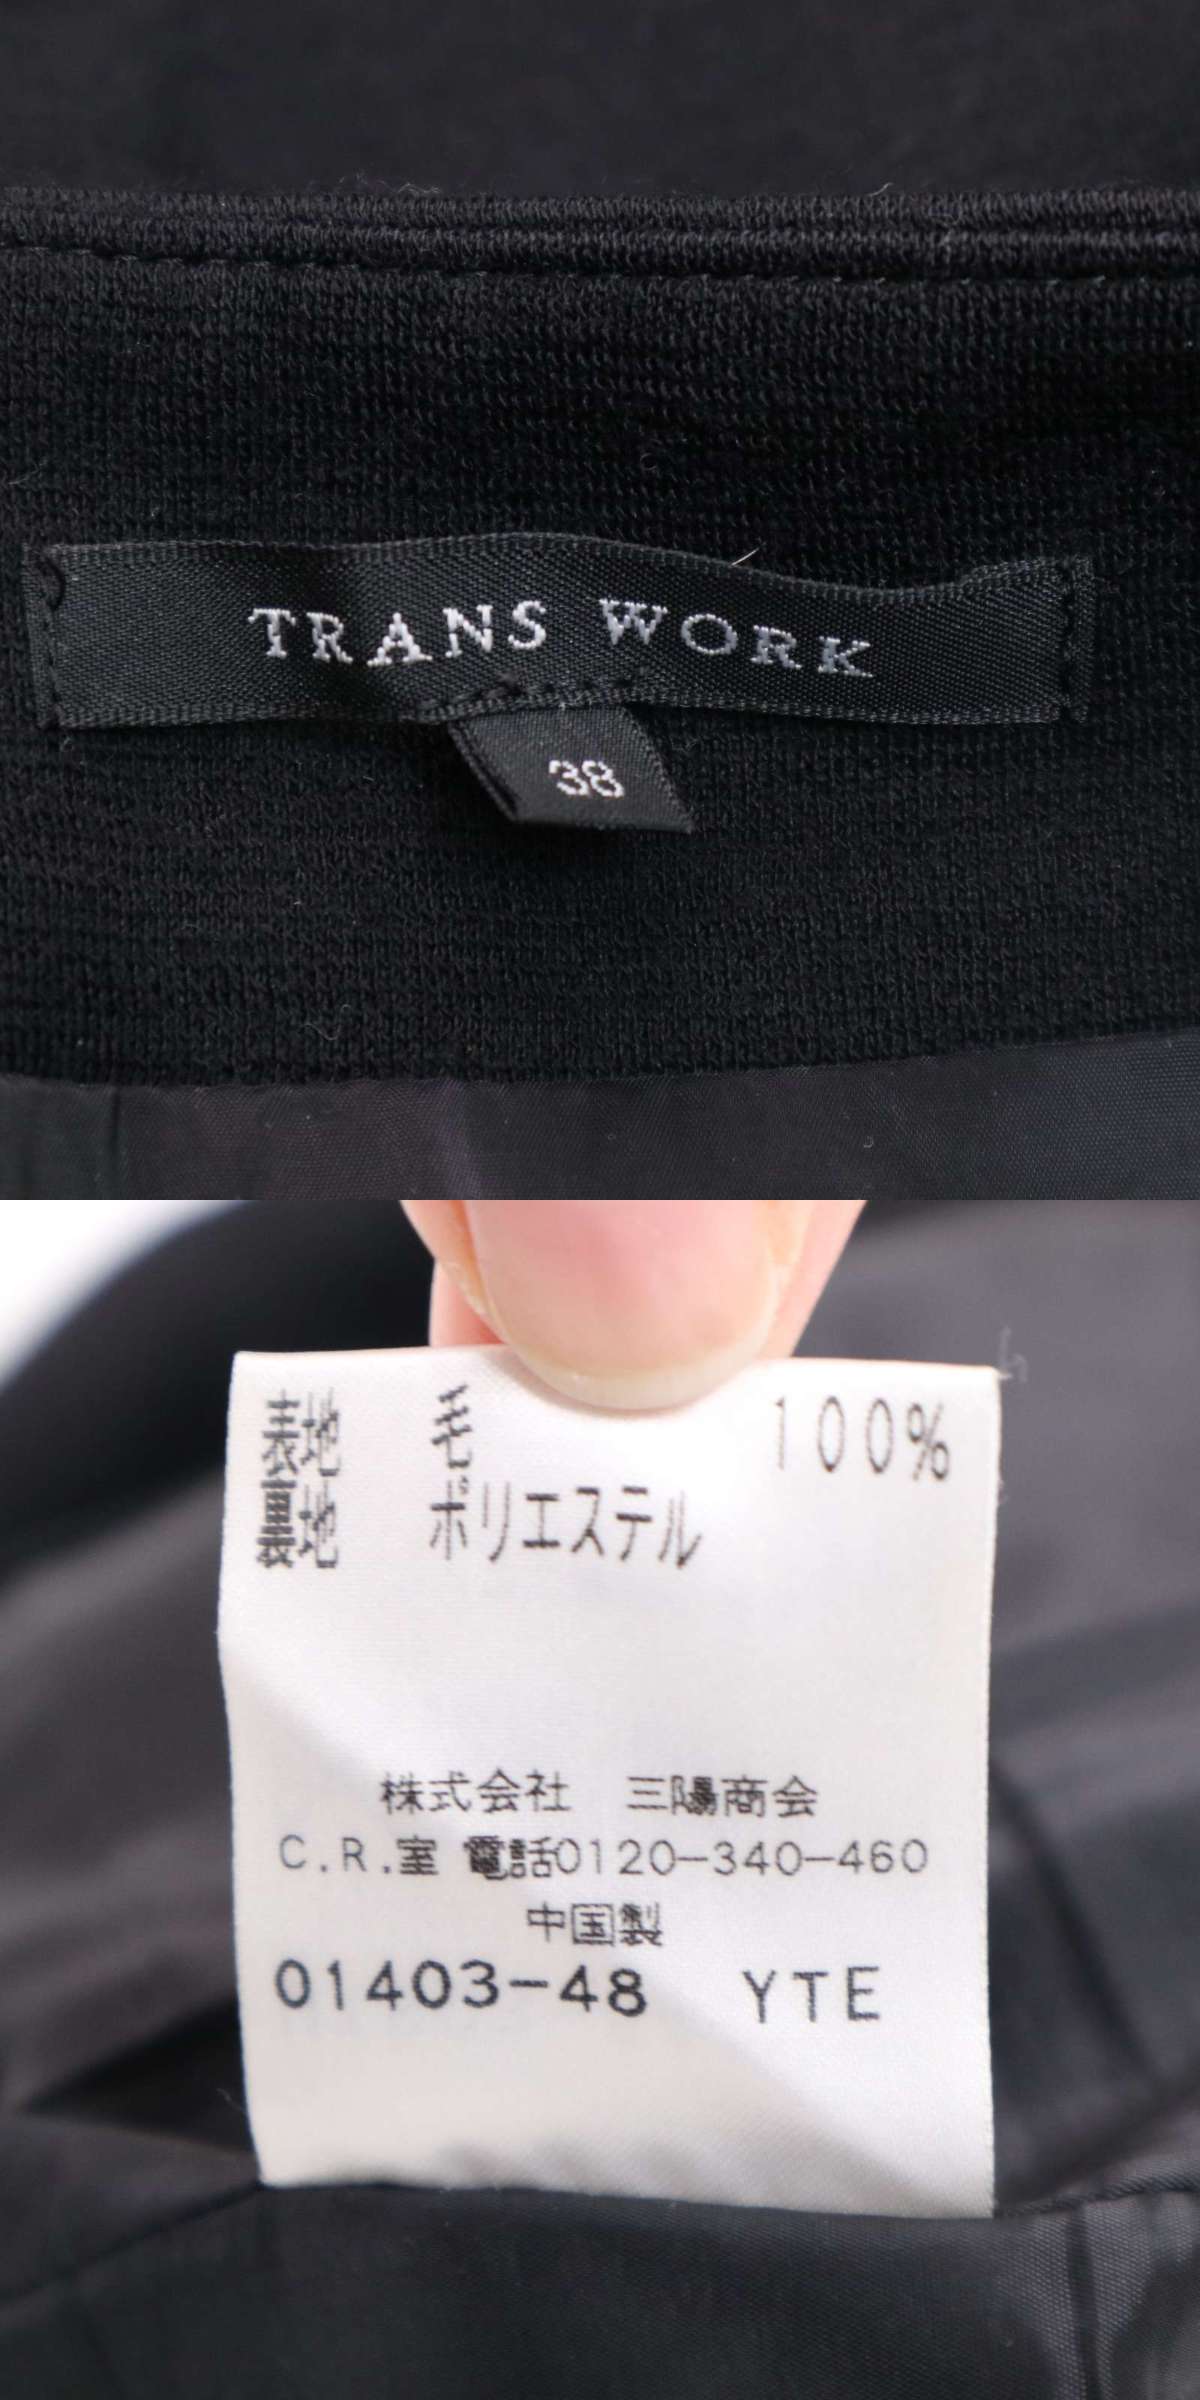 TRANS WORK
38
表地 毛 100%
裏地 ポリエステル
株式会社 三陽商会
C.R.室 電話0120-340-460
中国製
01403-48 YTE